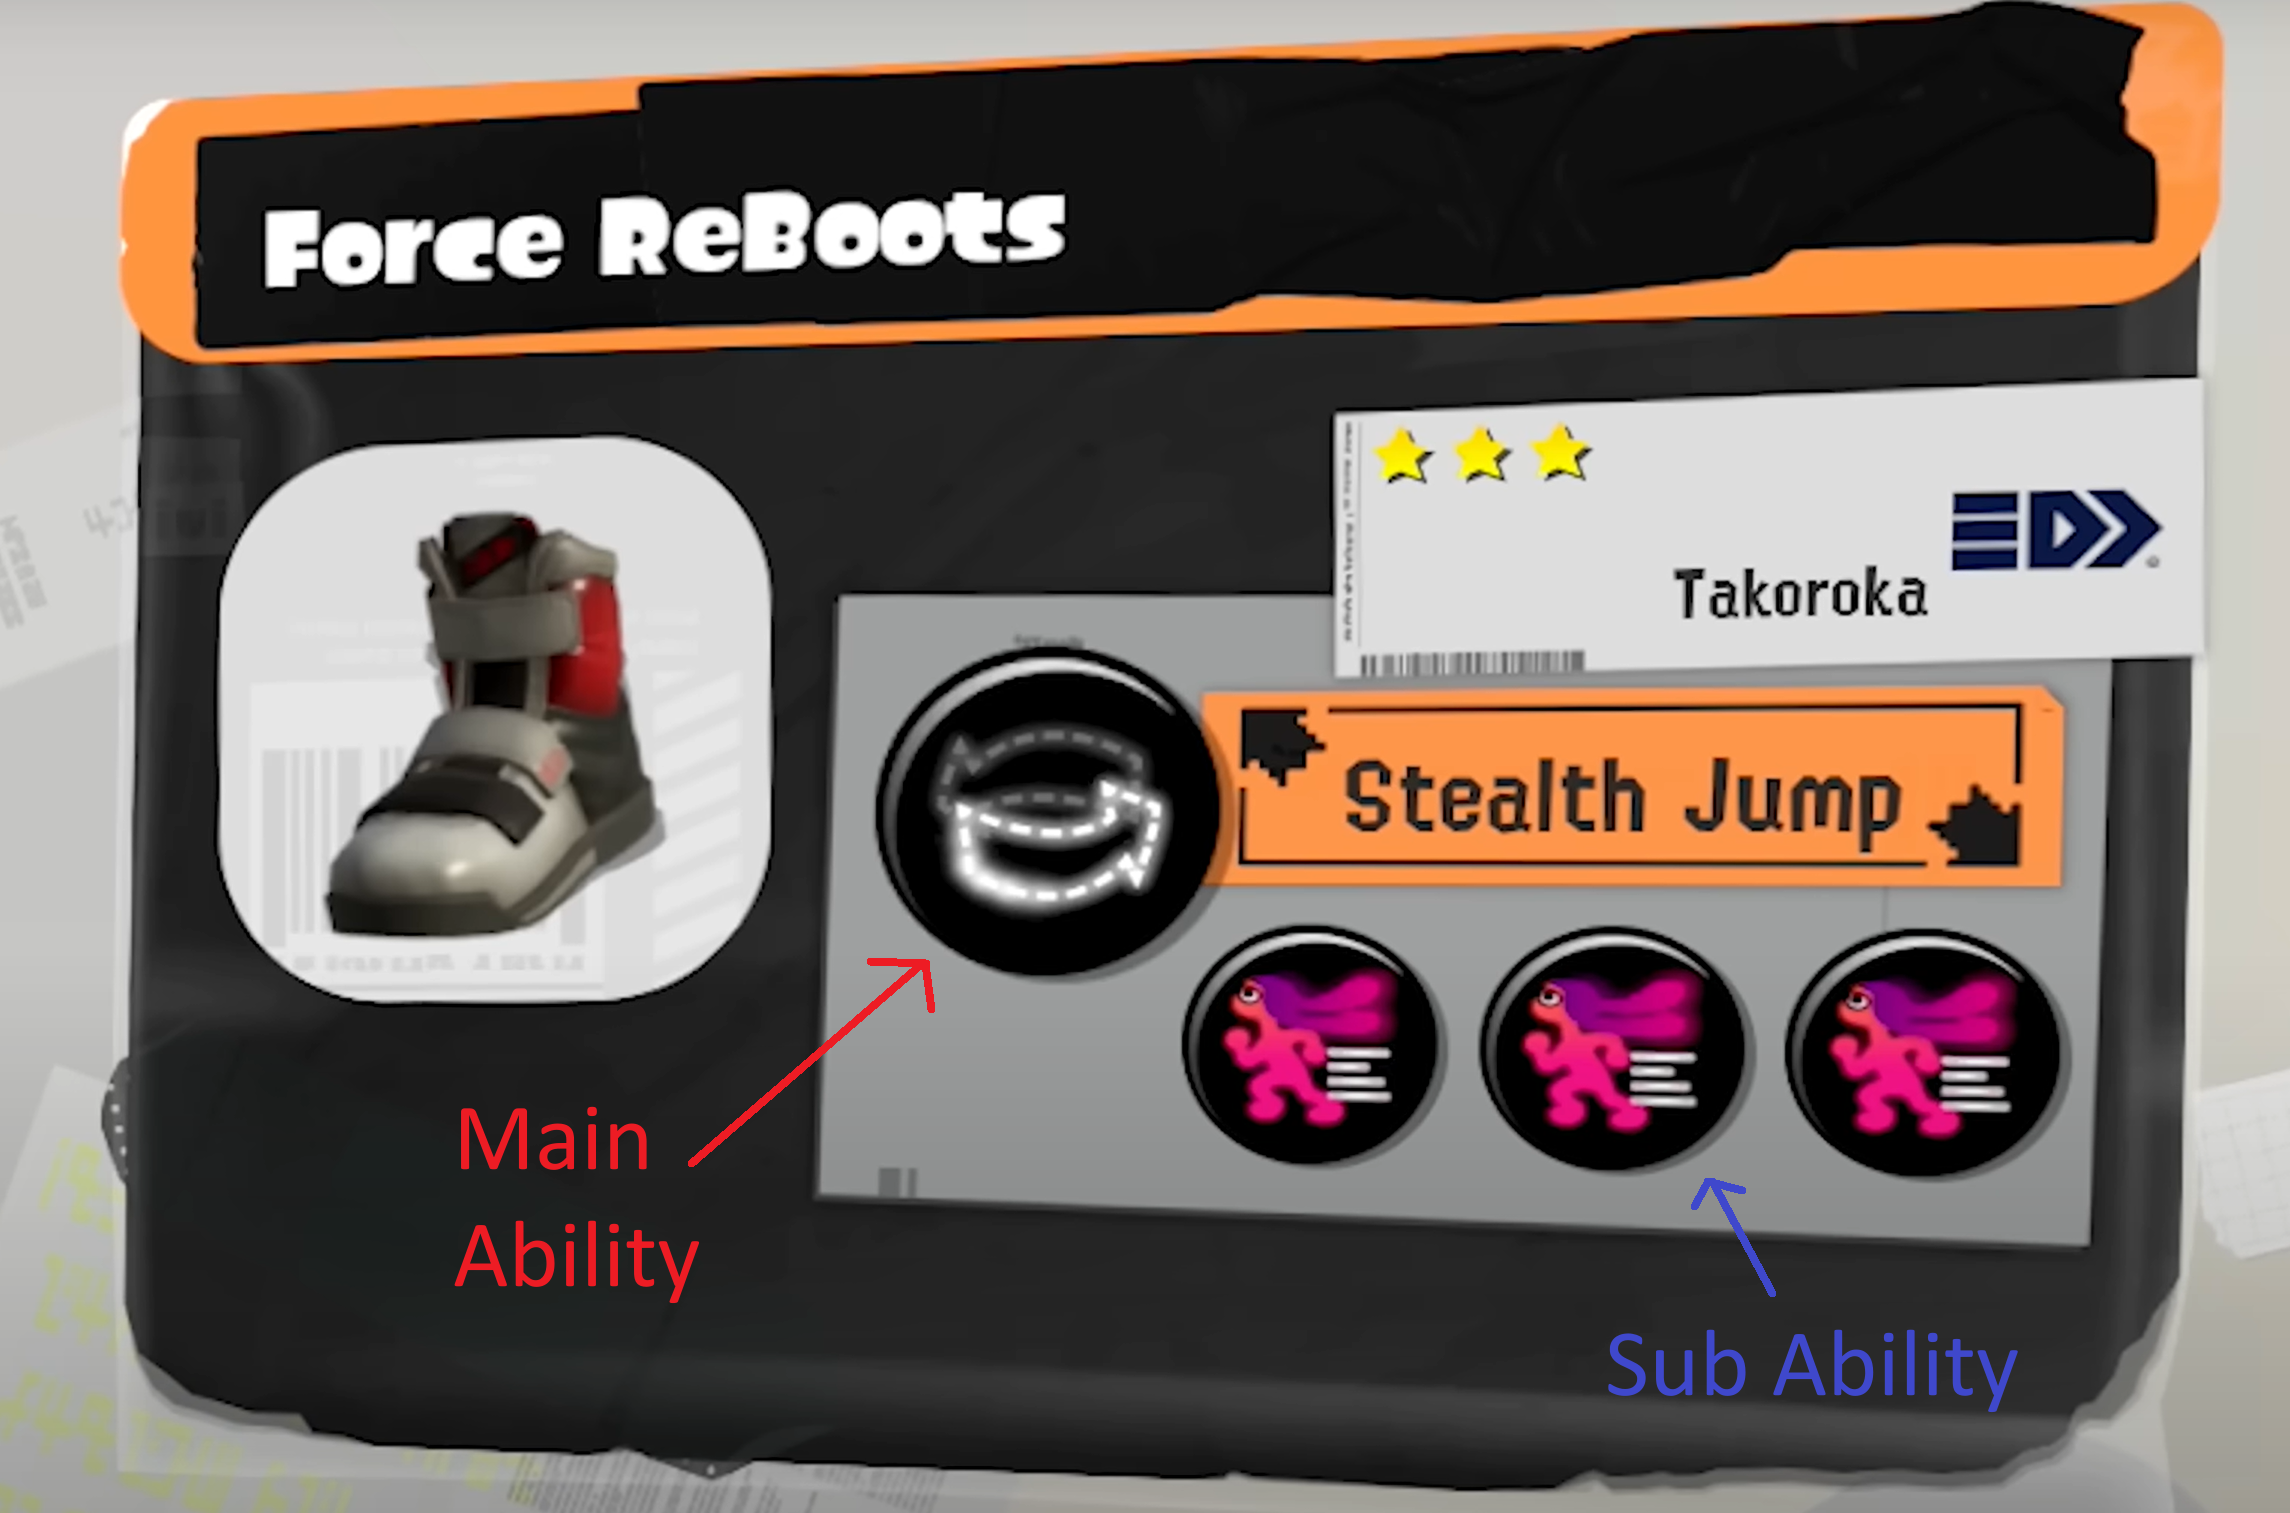 Force ReBoots
Takoroka
Stealth Jump
Main
Ability
Sub Ability